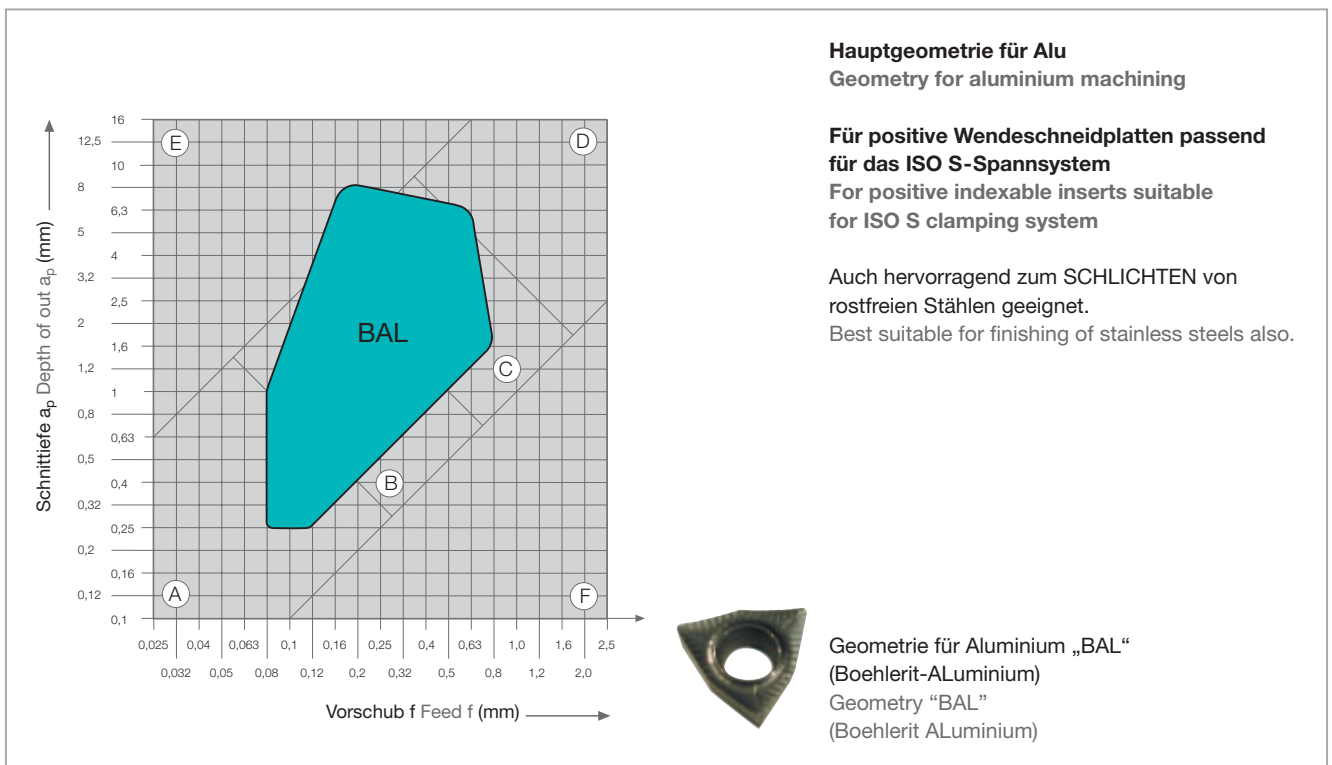 Hauptgeometrie für Alu
Geometry for aluminium machining
Für positive Wendeschneidplatten passend
für das ISO S-Spannsystem
For positive indexable inserts suitable
for ISO S clamping system
Auch hervorragend zum SCHLICHTEN von
rostfreien Stählen geeignet.
Best suitable for finishing of stainless steels also.
Schnittiefe ap Depth of out ap (mm)
16
12,5
10
8
6,3
5
4
3,2
2,5
2
1,6
1,2
1
0,8
0,63
0,5
0,4
0,32
0,25
0,2
0,16
0,12
0,1
E
D
BAL
C
B
A
F
0,025 0,04 0,063 0,1 0,16 0,25 0,4 0,63 1,0 1,6 2,5
0,032 0,05 0,08 0,12 0,2 0,32 0,5 0,8 1,2 2,0
Vorschub f Feed f (mm)
Geometrie für Aluminium „BAL“
(Boehlerit-ALuminium)
Geometry “BAL”
(Boehlerit ALuminium)